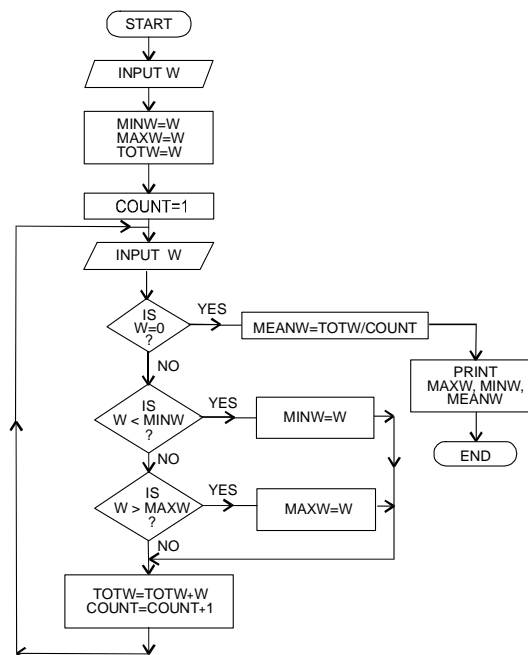 START
INPUT W
MINW=W
MAXW=W
TOTW=W
COUNT=1
INPUT W
IS
W=0
?
YES
MEANW=TOTW/COUNT
NO
PRINT
MAXW, MINW,
MEANW
IS
W < MINW
?
YES
MINW=W
END
NO
IS
W > MAXW
?
YES
MAXW=W
NO
TOTW=TOTW+W
COUNT=COUNT+1